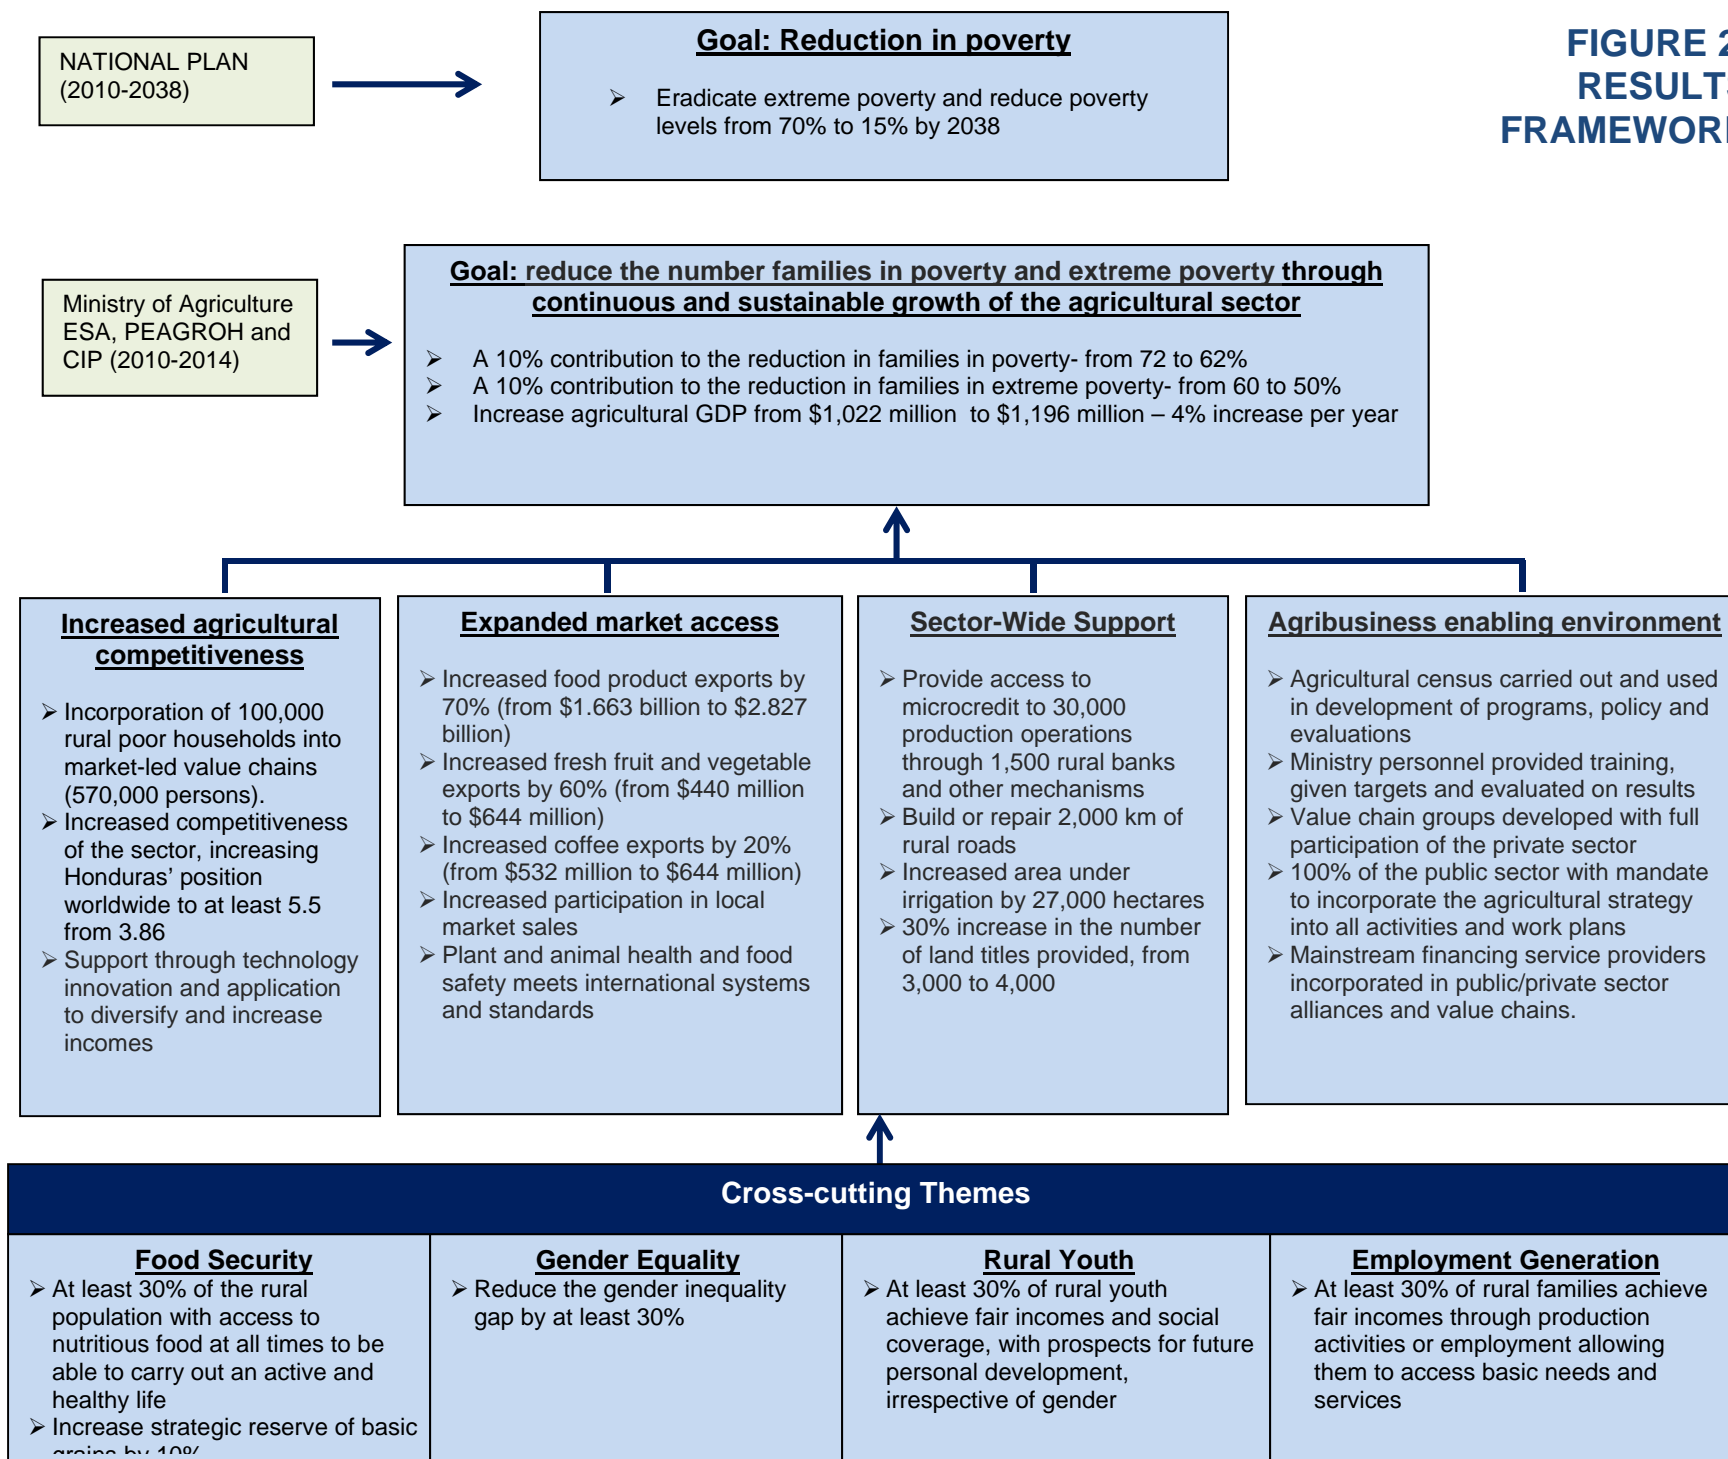 NATIONAL PLAN
(2010-2038)
Goal: Reduction in poverty
➢ Eradicate extreme poverty and reduce poverty
levels from 70% to 15% by 2038
FIGURE 2
RESULTS
FRAMEWORK
Ministry of Agriculture
ESA, PEAGROH and
CIP (2010-2014)
Goal: reduce the number families in poverty and extreme poverty through
continuous and sustainable growth of the agricultural sector
➢ A 10% contribution to the reduction in families in poverty- from 72 to 62%
➢ A 10% contribution to the reduction in families in extreme poverty- from 60 to 50%
➢ Increase agricultural GDP from $1,022 million to $1,196 million – 4% increase per year
Increased agricultural
competitiveness
➢ Incorporation of 100,000
rural poor households into
market-led value chains
(570,000 persons).
➢ Increased competitiveness
of the sector, increasing
Honduras’ position
worldwide to at least 5.5
from 3.86
➢ Support through technology
innovation and application
to diversify and increase
incomes
Expanded market access
➢ Increased food product exports by
70% (from $1.663 billion to $2.827
billion)
➢ Increased fresh fruit and vegetable
exports by 60% (from $440 million
to $644 million)
➢ Increased coffee exports by 20%
(from $532 million to $644 million)
➢ Increased participation in local
market sales
➢ Plant and animal health and food
safety meets international systems
and standards
Sector-Wide Support
➢ Provide access to
microcredit to 30,000
production operations
through 1,500 rural banks
and other mechanisms
➢ Build or repair 2,000 km of
rural roads
➢ Increased area under
irrigation by 27,000 hectares
➢ 30% increase in the number
of land titles provided, from
3,000 to 4,000
Agribusiness enabling environment
➢ Agricultural census carried out and used
in development of programs, policy and
evaluations
➢ Ministry personnel provided training,
given targets and evaluated on results
➢ Value chain groups developed with full
participation of the private sector
➢ 100% of the public sector with mandate
to incorporate the agricultural strategy
into all activities and work plans
➢ Mainstream financing service providers
incorporated in public/private sector
alliances and value chains.
Cross-cutting Themes
Food Security
➢ At least 30% of the rural
population with access to
nutritious food at all times to be
able to carry out an active and
healthy life
➢ Increase strategic reserve of basic
grains by 10%
Gender Equality
➢ Reduce the gender inequality
gap by at least 30%
Rural Youth
➢ At least 30% of rural youth
achieve fair incomes and social
coverage, with prospects for future
personal development,
irrespective of gender
Employment Generation
➢ At least 30% of rural families achieve
fair incomes through production
activities or employment allowing
them to access basic needs and
services